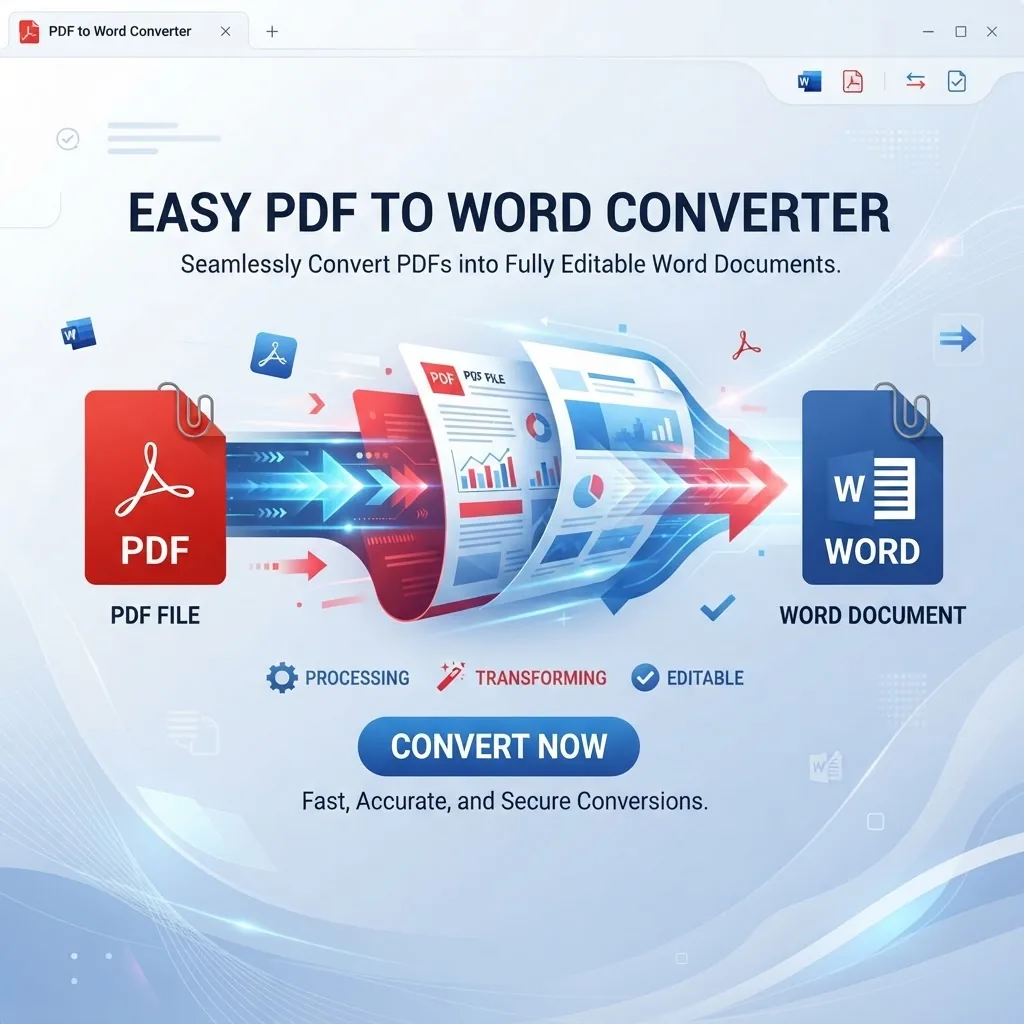 PDF to Word Converter
W
EASY PDF TO WORD CONVERTER
Seamlessly Convert PDFs into Fully Editable Word Documents.
W
PDF PQS FILE
PDF
W
WORD
PDF FILE
WORD DOCUMENT
PROCESSING TRANSFORMING EDITABLE
CONVERT NOW
W
Fast, Accurate, and Secure Conversions.